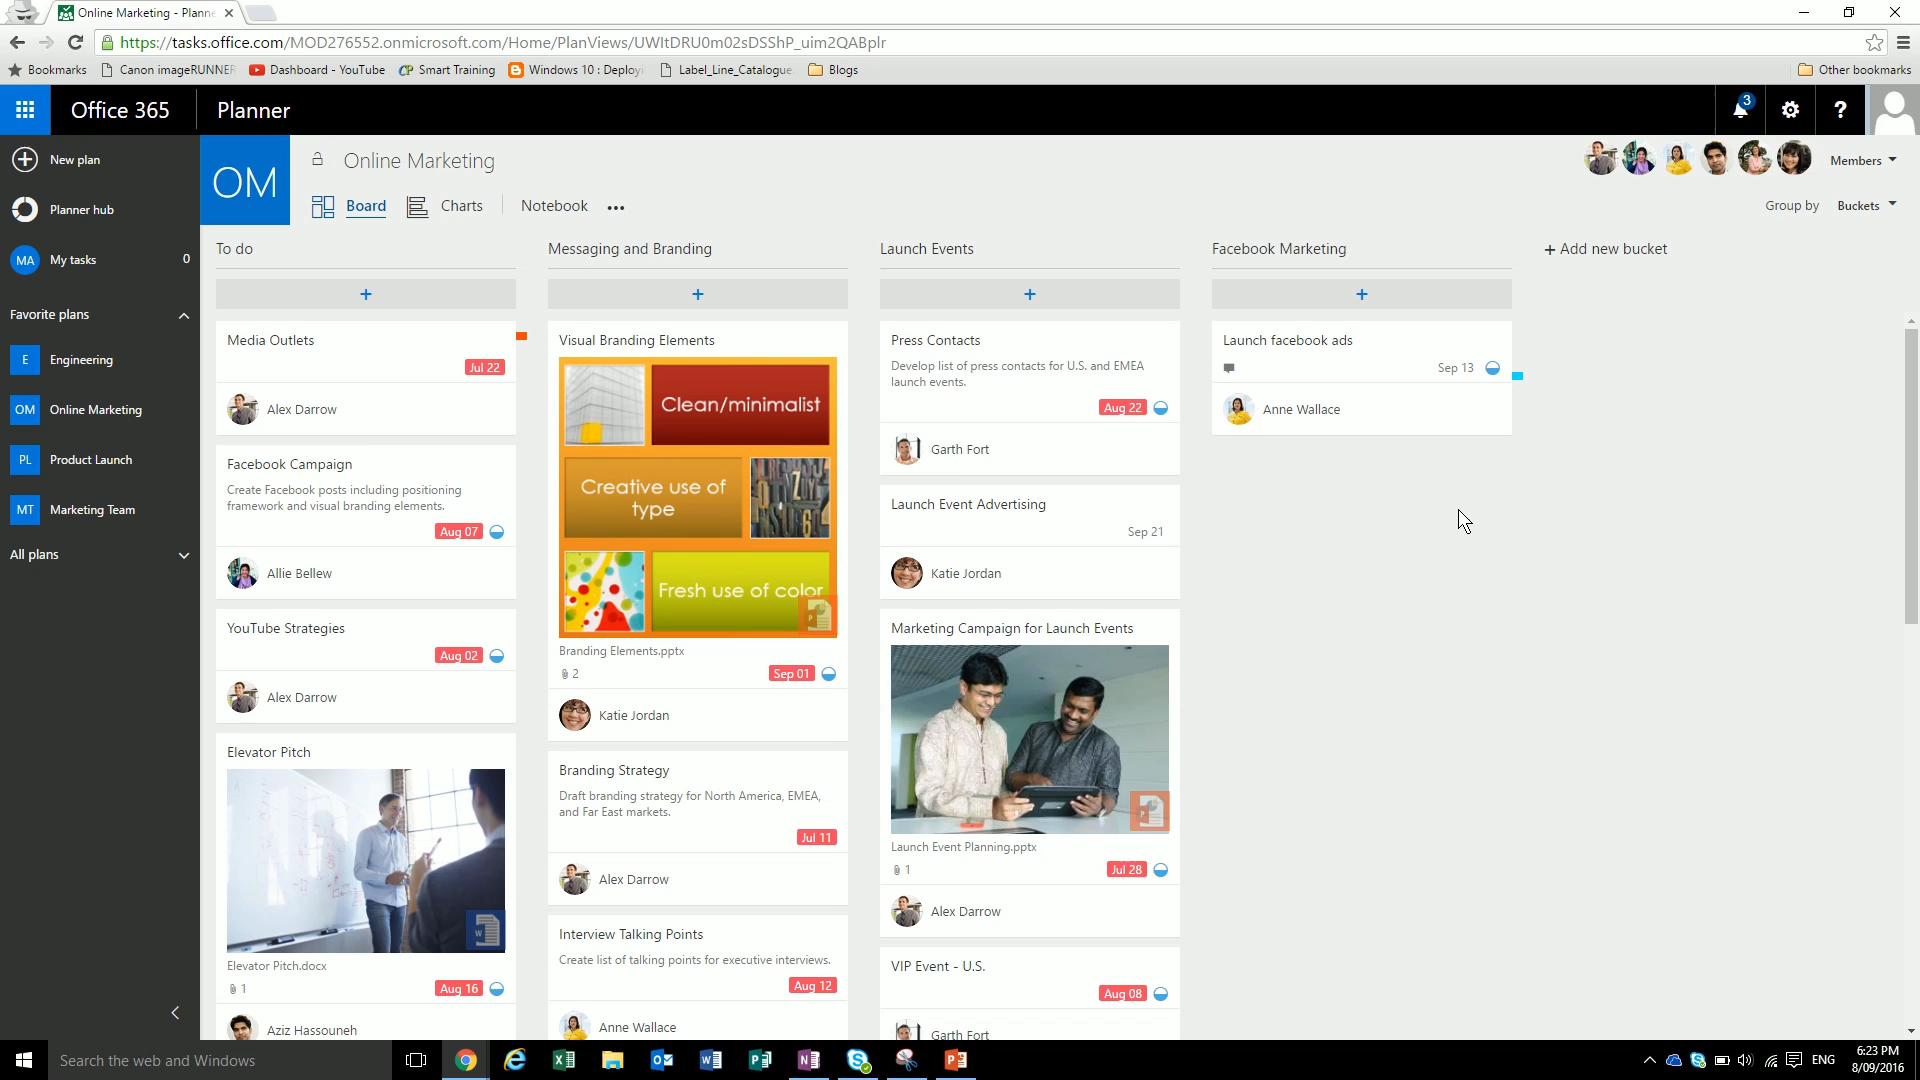 Online Marketing - Planne
https://tasks.office.com/MOD276552.onmicrosoft.com/Home/PlanViews/UWItDRU0m02sDSShP_uim2QABplr
Bookmarks
Canon imageRUNNER
Dashboard - YouTube
Smart Training
Windows 10 : Deployi
Label_Line_Catalogue
Blogs
Other bookmarks
Office 365
Planner
3
?
New plan
Planner hub
MA My tasks 0
Favorite plans
E Engineering
OM Online Marketing
PL Product Launch
MT Marketing Team
All plans
OM
Online Marketing
Board
Charts
Notebook
Members
Group by Buckets
To do
+
Media Outlets
Jul 22
Alex Darrow
Facebook Campaign
Create Facebook posts including positioning
framework and visual branding elements.
Aug 07
Allie Bellew
YouTube Strategies
Aug 02
Alex Darrow
Elevator Pitch
Elevator Pitch.docx
1
Aug 16
Aziz Hassouneh
Messaging and Branding
+
Visual Branding Elements
Clean/minimalist
Creative use of
type
Fresh use of color
Branding Elements.pptx
2
Sep 01
Katie Jordan
Branding Strategy
Draft branding strategy for North America, EMEA,
and Far East markets.
Jul 11
Alex Darrow
Interview Talking Points
Create list of talking points for executive interviews.
Aug 12
Anne Wallace
Launch Events
+
Press Contacts
Develop list of press contacts for U.S. and EMEA
launch events.
Aug 22
Garth Fort
Launch Event Advertising
Sep 21
Katie Jordan
Marketing Campaign for Launch Events
Launch Event Planning.pptx
1
Jul 28
Alex Darrow
VIP Event - U.S.
Aug 08
Garth Fort
Facebook Marketing
+
Launch facebook ads
Sep 13
Anne Wallace
+ Add new bucket
Search the web and Windows
ENG
6:23 PM
8/09/2016